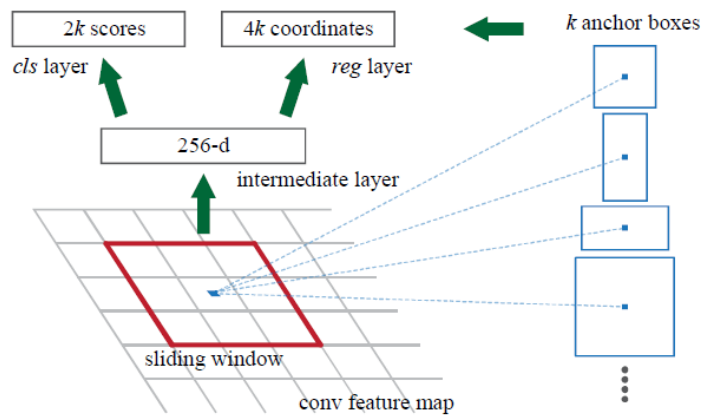 2k scores
4k coordinates
k anchor boxes
cls layer
reg layer
256-d
intermediate layer
sliding window
conv feature map